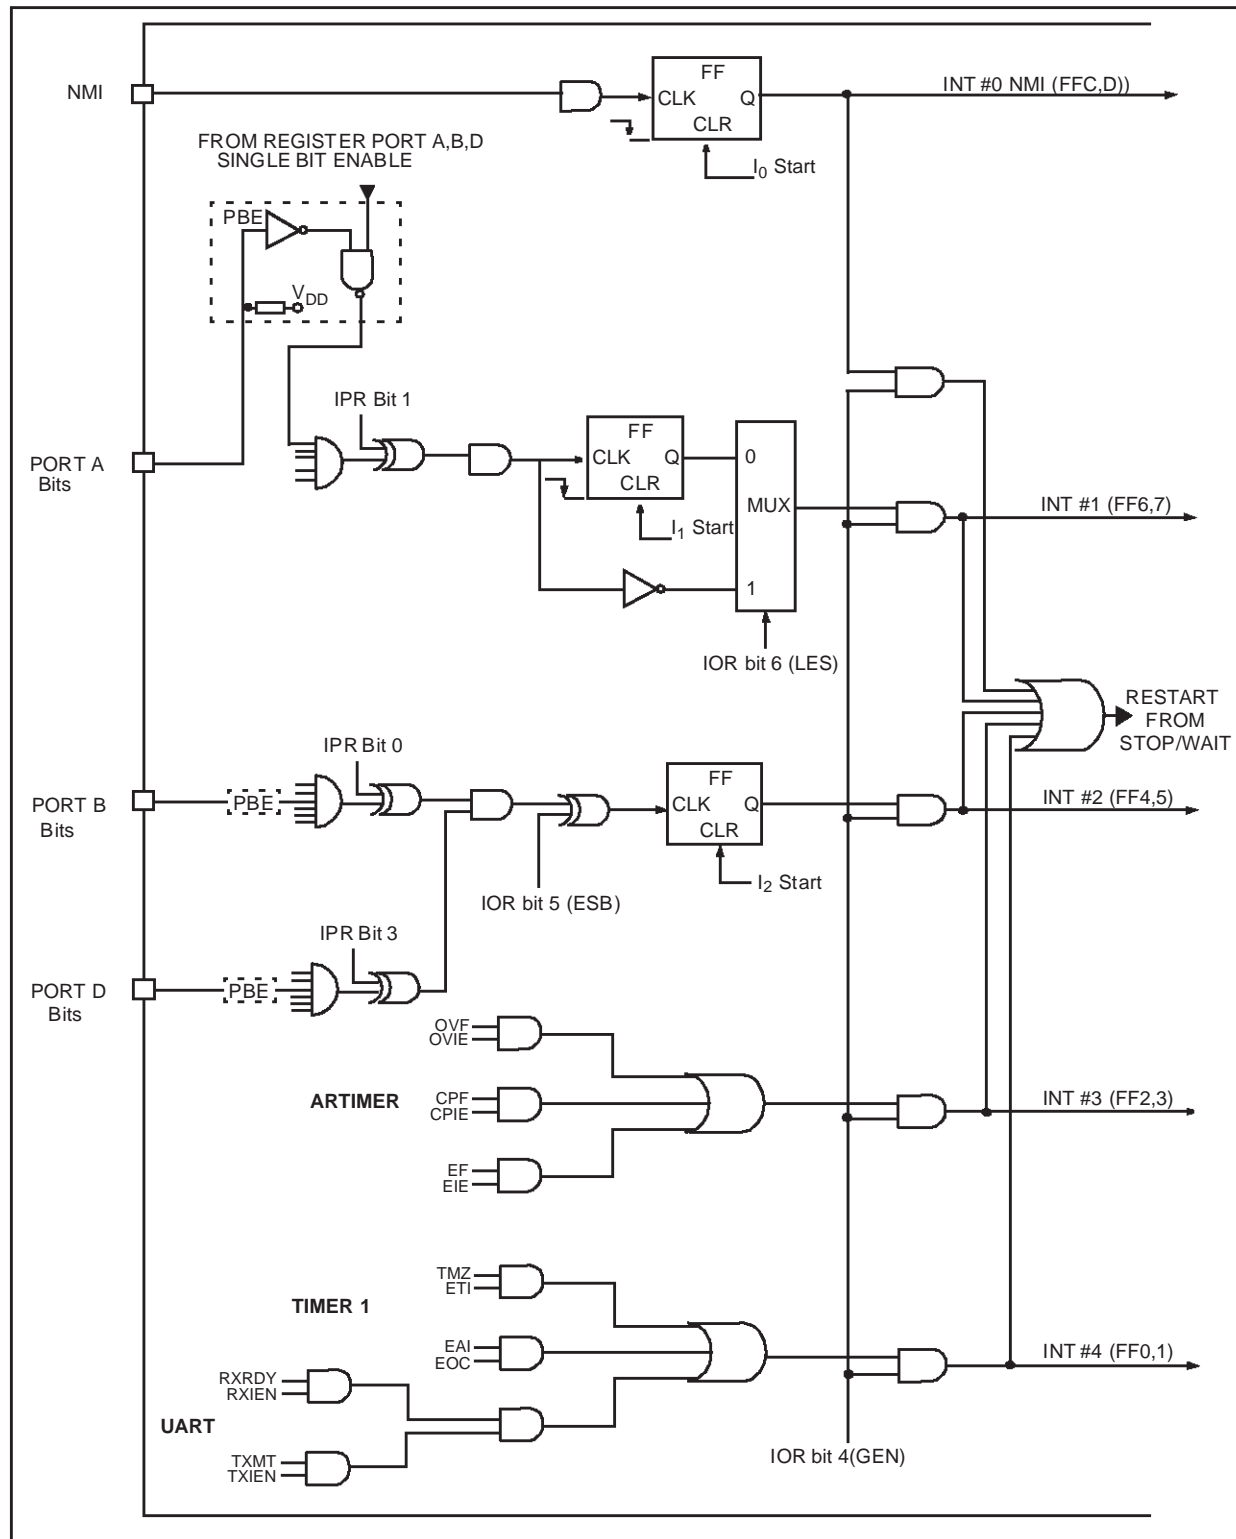 NMI
FF
CLK
Q
CLR
INT #0 NMI (FFC,D))
I0 Start
FROM REGISTER PORT A,B,D
SINGLE BIT ENABLE
PBE
VDD
IPR Bit 1
PORT A
Bits
FF
CLK
Q
CLR
I1 Start
0
MUX
1
INT #1 (FF6,7)
IOR bit 6 (LES)
RESTART
FROM
STOP/WAIT
IPR Bit 0
PORT B
Bits
PBE
FF
CLK
Q
CLR
INT #2 (FF4,5)
I2 Start
IOR bit 5 (ESB)
IPR Bit 3
PORT D
Bits
PBE
OVF
OVIE
ARTIMER
CPF
CPIE
INT #3 (FF2,3)
EF
EIE
TMZ
ETI
TIMER 1
EAI
EOC
INT #4 (FF0,1)
RXRDY
RXIEN
UART
TXMT
TXIEN
IOR bit 4(GEN)